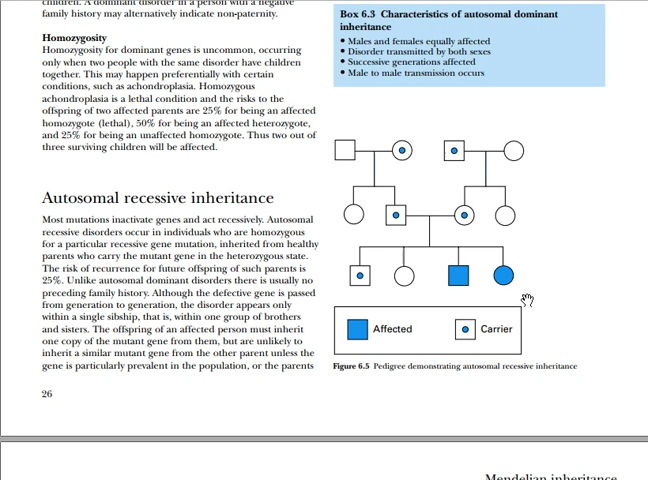 children. A dominant disorder in a person with a negative
family history may alternatively indicate non-paternity.
Homozygosity
Homozygosity for dominant genes is uncommon, occurring
only when two people with the same disorder have children
together. This may happen preferentially with certain
conditions, such as achondroplasia. Homozygous
achondroplasia is a lethal condition and the risks to the
offspring of two affected parents are 25% for being an affected
homozygote (lethal), 50% for being an affected heterozygote,
and 25% for being an unaffected homozygote. Thus two out of
three surviving children will be affected.
Autosomal recessive inheritance
Most mutations inactivate genes and act recessively. Autosomal
recessive disorders occur in individuals who are homozygous
for a particular recessive gene mutation, inherited from healthy
parents who carry the mutant gene in the heterozygous state.
The risk of recurrence for future offspring of such parents is
25%. Unlike autosomal dominant disorders there is usually no
preceding family history. Although the defective gene is passed
from generation to generation, the disorder appears only
within a single sibship, that is, within one group of brothers
and sisters. The offspring of an affected person must inherit
one copy of the mutant gene from them, but are unlikely to
inherit a similar mutant gene from the other parent unless the
gene is particularly prevalent in the population, or the parents
26
Box 6.3 Characteristics of autosomal dominant
inheritance
● Males and females equally affected
● Disorder transmitted by both sexes
● Successive generations affected
● Male to male transmission occurs
Affected
Carrier
Figure 6.5 Pedigree demonstrating autosomal recessive inheritance
Mendelian inheritance